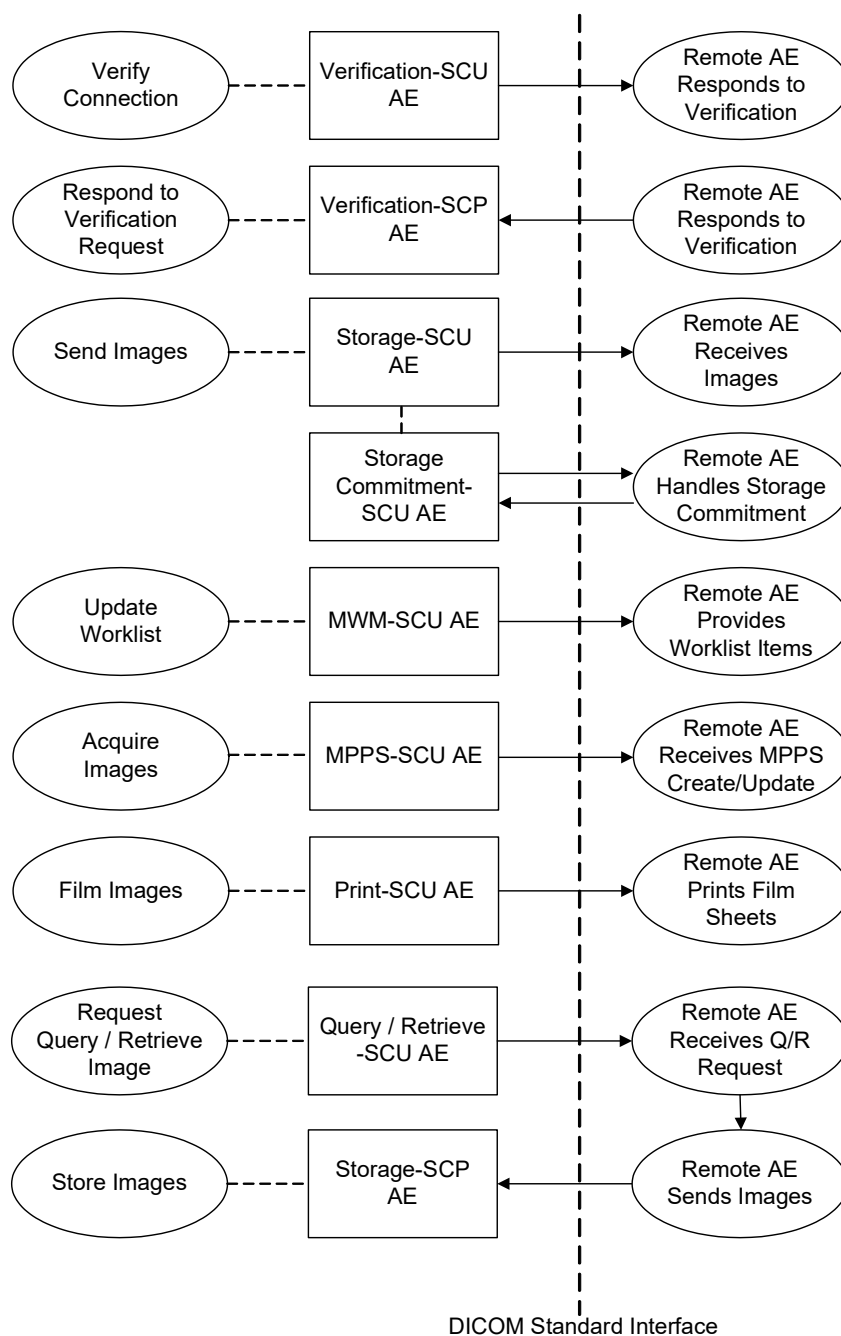 Verify
Connection
Verification-SCU
AE
Remote AE
Responds to
Verification
Respond to
Verification
Request
Verification-SCP
AE
Remote AE
Responds to
Verification
Send Images
Storage-SCU
AE
Remote AE
Receives
Images
Storage
Commitment-
SCU AE
Remote AE
Handles Storage
Commitment
Update
Worklist
MWM-SCU AE
Remote AE
Provides
Worklist Items
Acquire
Images
MPPS-SCU AE
Remote AE
Receives MPPS
Create/Update
Film Images
Print-SCU AE
Remote AE
Prints Film
Sheets
Request
Query / Retrieve
Image
Query / Retrieve
-SCU AE
Remote AE
Receives Q/R
Request
Store Images
Storage-SCP
AE
Remote AE
Sends Images
DICOM Standard Interface